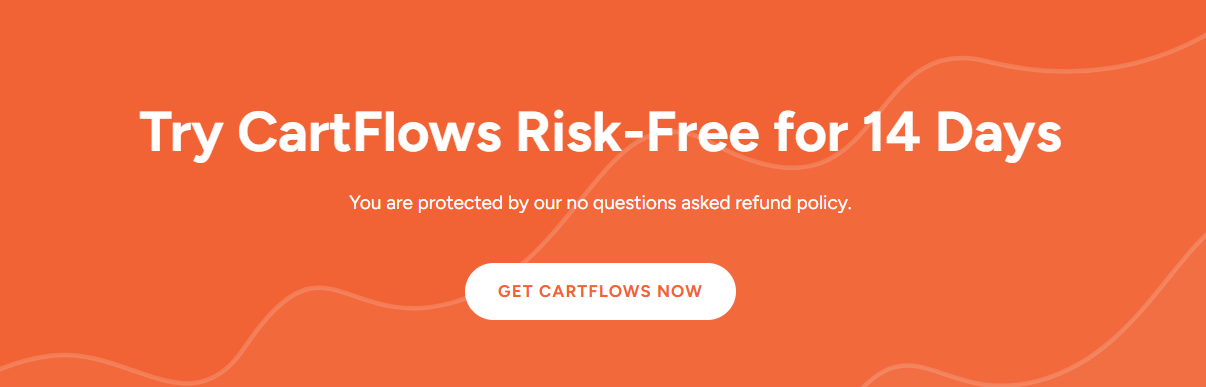 Try CartFlows Risk-Free for 14 Days
You are protected by our no questions asked refund policy.
GET CARTFLOWS NOW